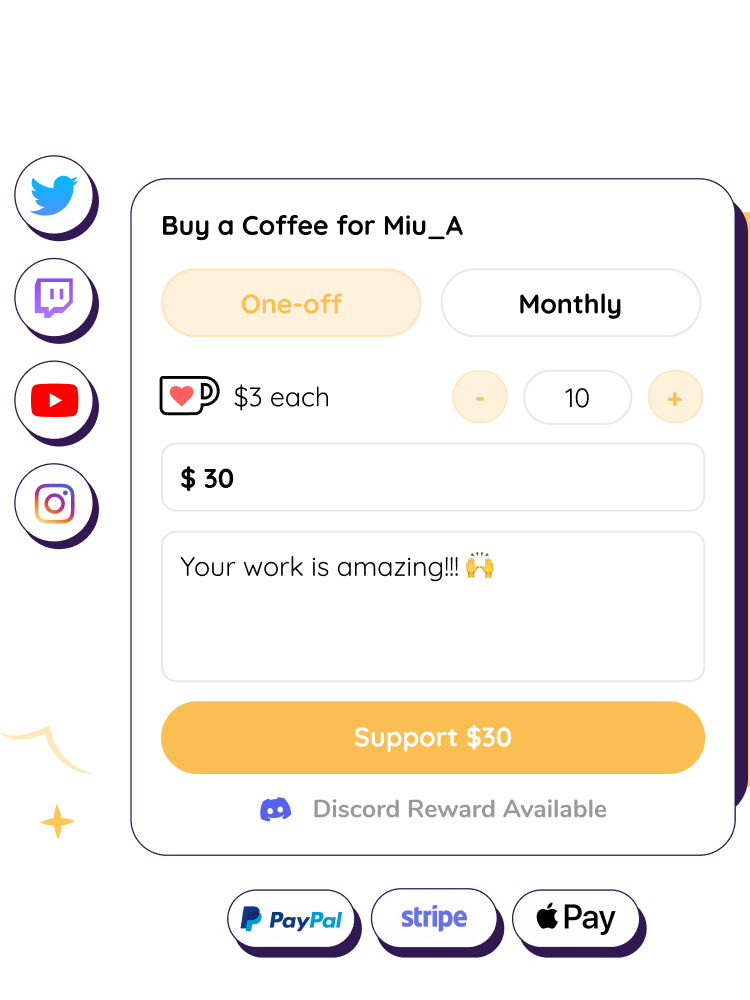 Buy a Coffee for Miu_A
One-off Monthly
$3 each - 10 +
$ 30
Your work is amazing!!! 🙌
Support $30
Discord Reward Available
PayPal stripe Pay